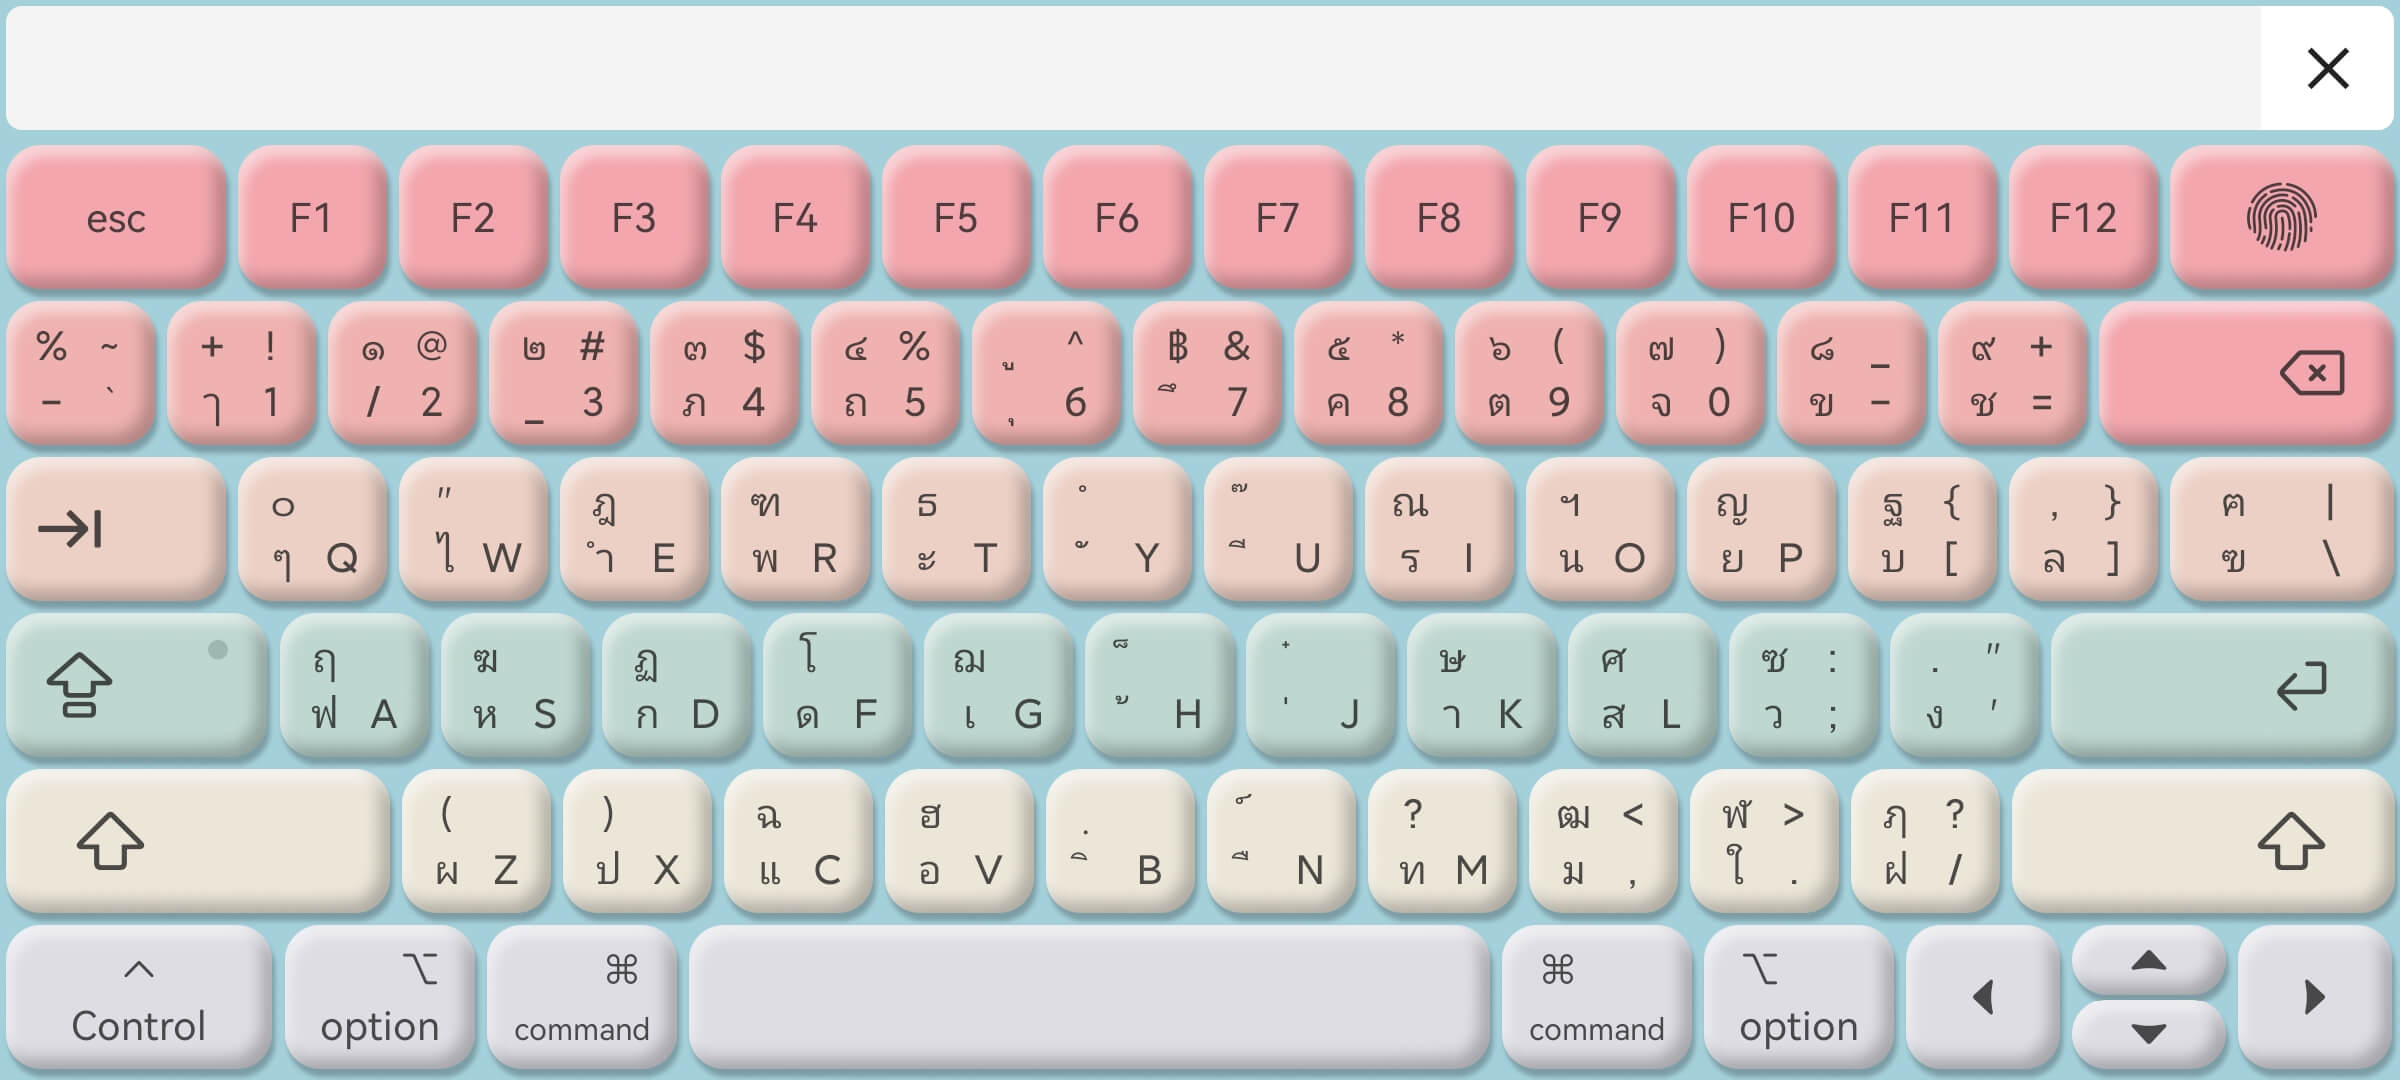 esc F1 F2 F3 F4 F5 F6 F7 F8 F9 F10 F11 F12
% ~ + ! ๑ @ ๒ # ๓ $ ๔ % ู ^ ฿ & ๕ * ๖ ( ๗ ) ๘ _ ๙ +
- ` ๅ 1 / 2 _ 3 ภ 4 ถ 5 ุ 6 ึ 7 ค 8 ต 9 จ 0 ข - ช =
๐ " ฎ ฑ ธ ํ ๊ ณ ฯ ญ ฐ { , } ฅ |
ๆ Q ไ W ำ E พ R ะ T ั Y ี U ร I น O ย P บ [ ล ] ฃ \
ฤ ฆ ฏ โ ฌ ็ ๋ ษ ศ ซ : . "
ฟ A ห S ก D ด F เ G ้ H ่ J า K ส L ว ; ง '
( ) ฉ ฮ ฺ ์ ? ฒ < ฬ > ฦ ?
ผ Z ป X แ C อ V ิ B ื N ท M ม , ใ . ฝ /
^ ⌥ ⌘ ⌘ ⌥
Control option command command option